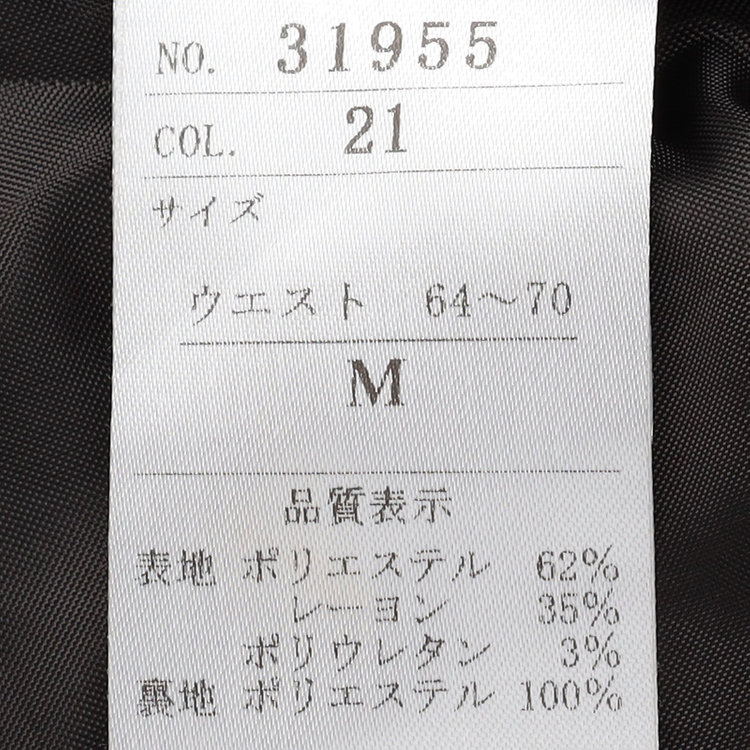 NO. 31955
COL. 21
サイズ
ウエスト 64〜70
M
品質表示
表地 ポリエステル 62%
レーヨン 35%
ポリウレタン 3%
裏地 ポリエステル 100%